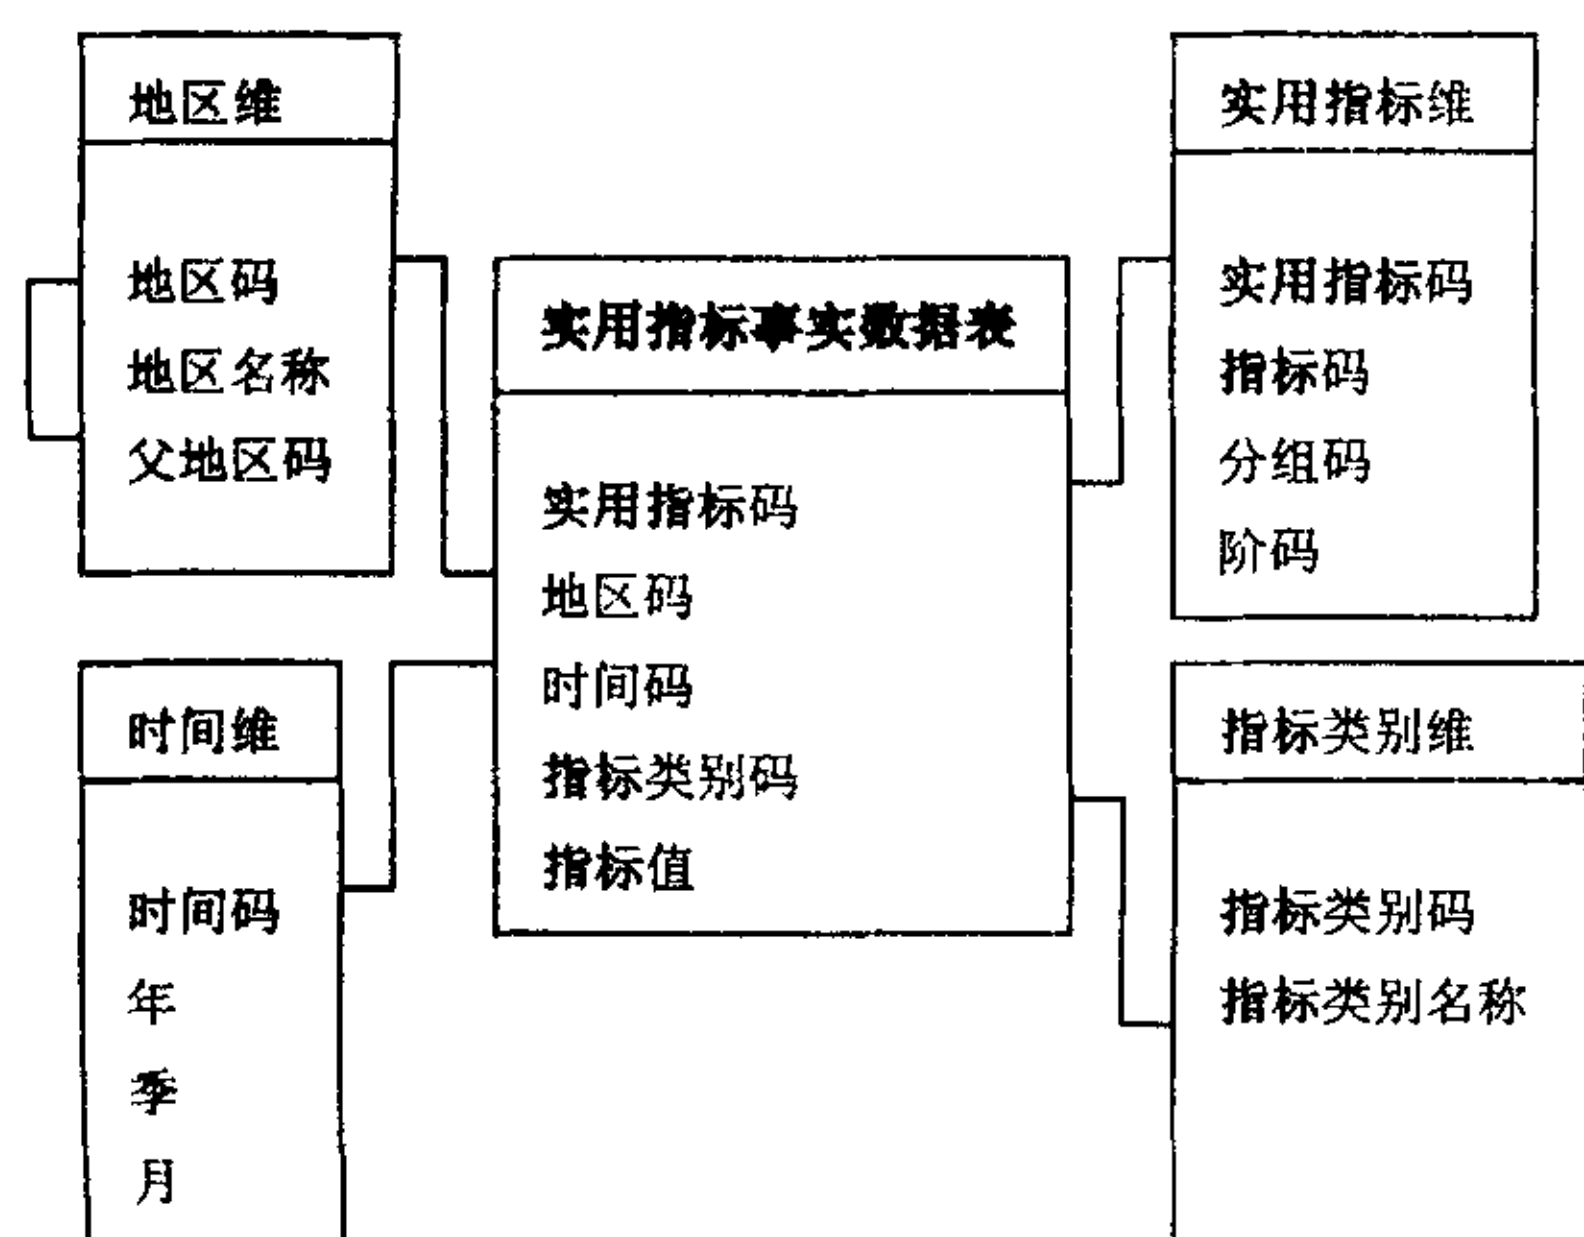 地区维
地区码
地区名称
父地区码
实用指标维
实用指标码
指标码
分组码
阶码
实用指标事实数据表
实用指标码
地区码
时间码
指标类别码
指标值
时间维
时间码
年
季
月
指标类别维
指标类别码
指标类别名称